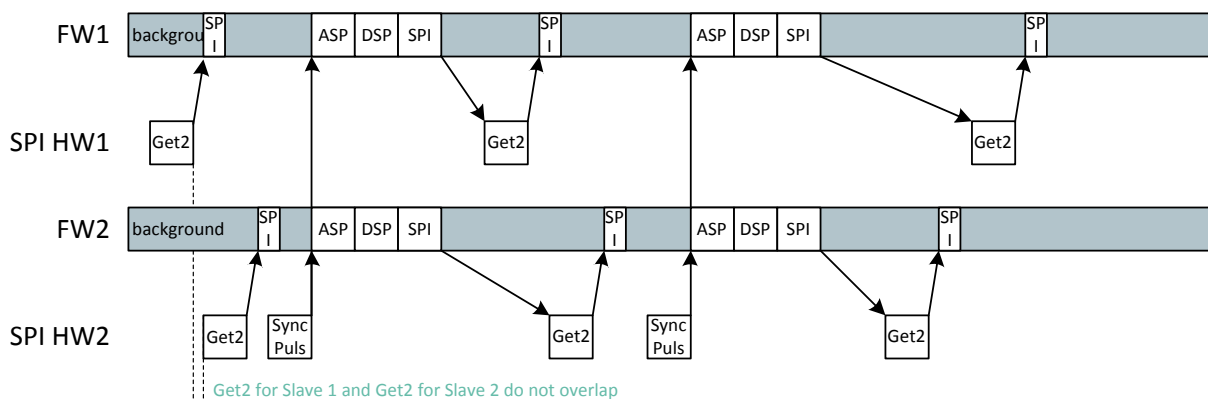 FW1
backgrou
SP
I
ASP
DSP
SPI
SP
I
ASP
DSP
SPI
SP
I
SPI HW1
Get2
Get2
Get2
FW2
background
SP
I
ASP
DSP
SPI
SP
I
ASP
DSP
SPI
SP
I
SPI HW2
Get2
Sync
Puls
Get2
Sync
Puls
Get2
Get2 for Slave 1 and Get2 for Slave 2 do not overlap